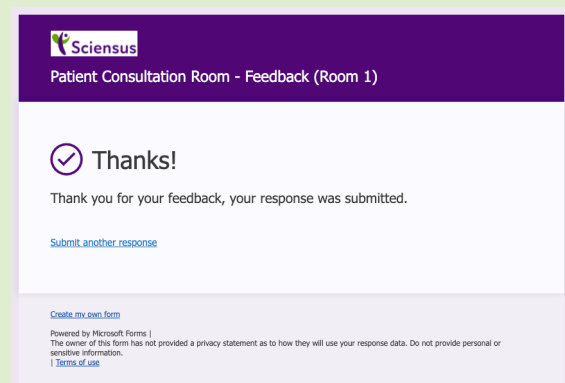 Sciensus
Patient Consultation Room - Feedback (Room 1)
Thanks!
Thank you for your feedback, your response was submitted.
Submit another response
Create my own form
Powered by Microsoft Forms |
The owner of this form has not provided a privacy statement as to how they will use your response data. Do not provide personal or
sensitive information.
| Terms of use